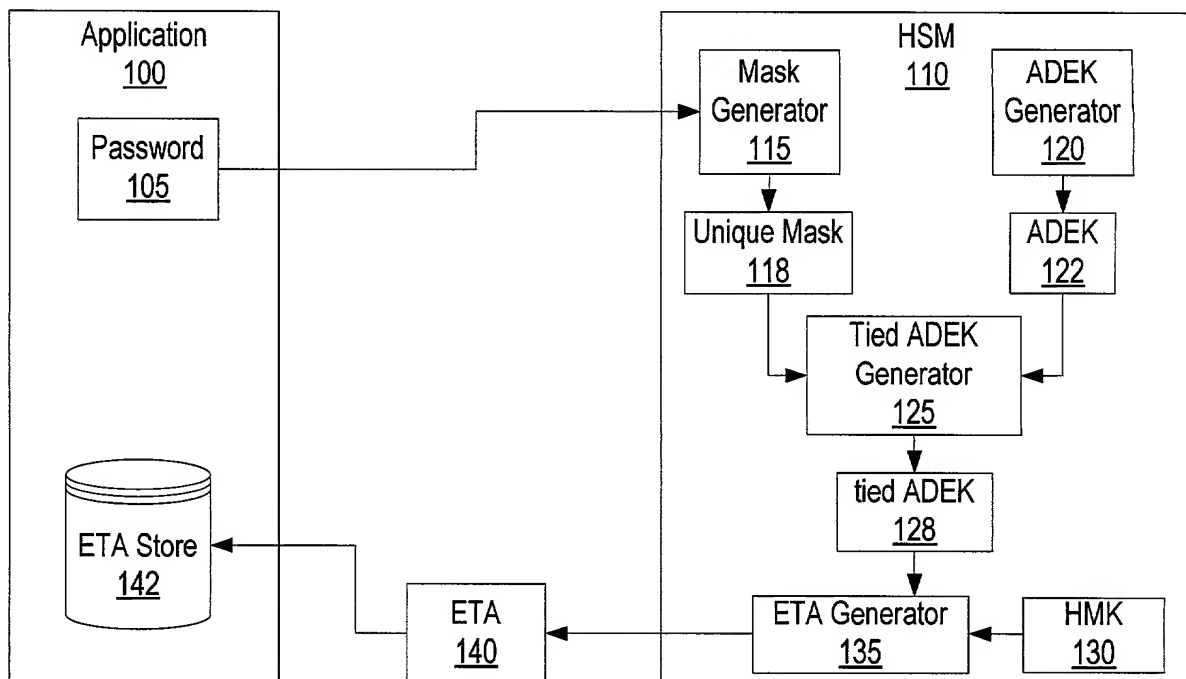 Application
100
Password
105
ETA Store
142
ETA
140
HSM
110
Mask
Generator
115
ADEK
Generator
120
Unique Mask
118
ADEK
122
Tied ADEK
Generator
125
tied ADEK
128
ETA Generator
135
HMK
130